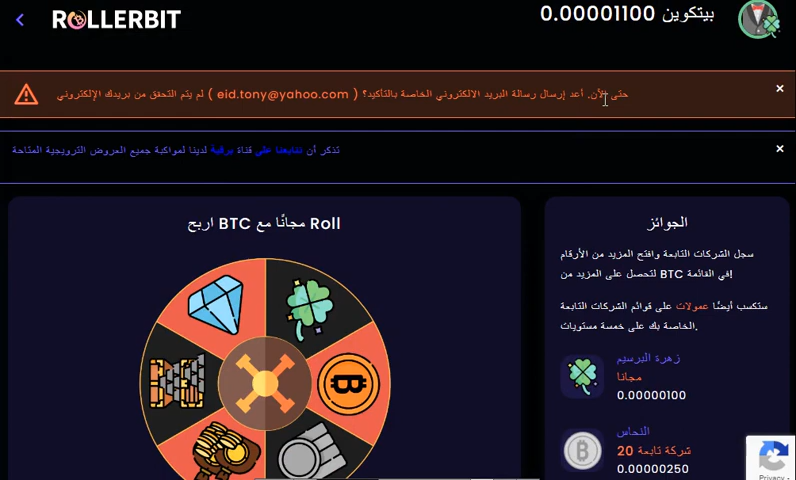 ROLLERBIT
بيتكوين 0.00001100
حتى الآن. أعد إرسال رسالة البريد الالكتروني الخاصة بالتأكيد؟ ( eid.tony@yahoo.com ) لم يتم التحقق من بريدك الإلكتروني
تذكر أن تتابعنا على قناة برقية لدينا لمواكبة جميع العروض الترويجية المتاحة
Roll مجانًا مع BTC اربح
الجوائز
سجل الشركات التابعة وافتح المزيد من الأرقام
في القائمة BTC لتحصل على المزيد من!
ستكسب أيضًا عمولات على قوائم الشركات التابعة
الخاصة بك على خمسة مستويات.
زهرة البرسيم
مجانا
0.00000100
النحاس
20 شركة تابعة
0.00000250
Privacy -